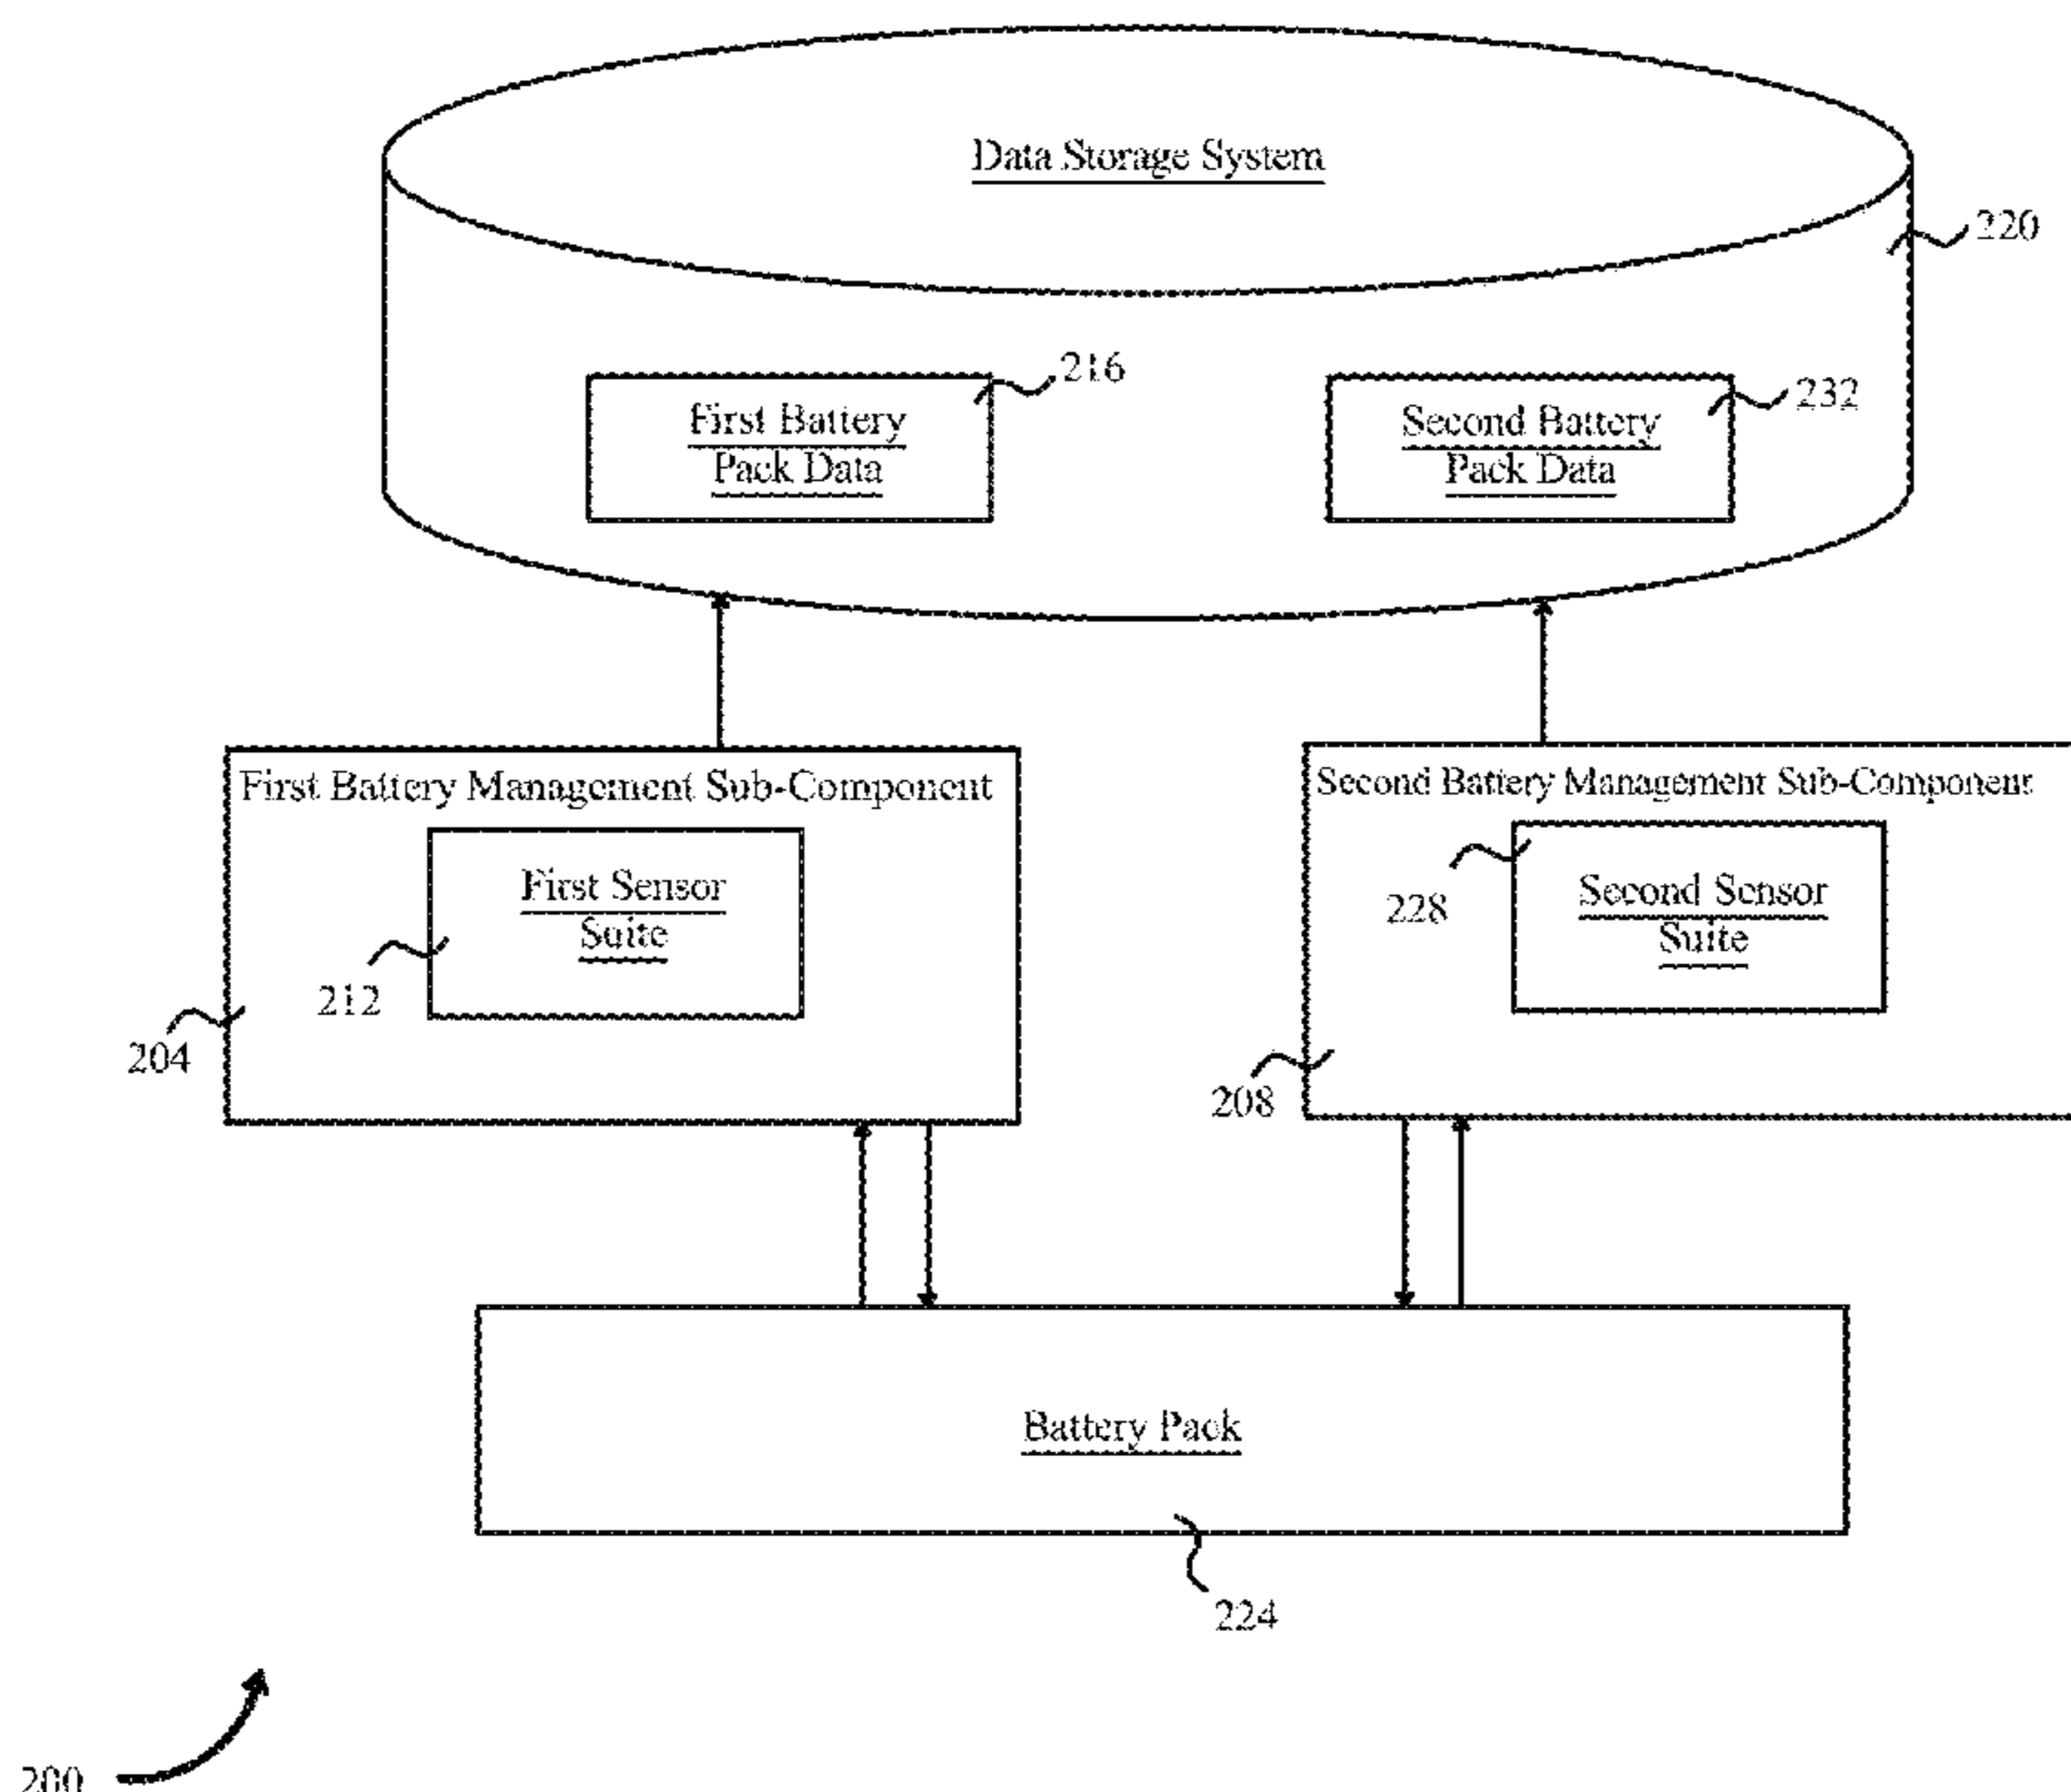 Data Storage System
220
216
232
First Battery
Pack Data
Second Battery
Pack Data
First Battery Management Sub-Component
Second Battery Management Sub-Component
First Sensor
Suite
Second Sensor
Suite
228
212
204
208
Battery Pack
224
200